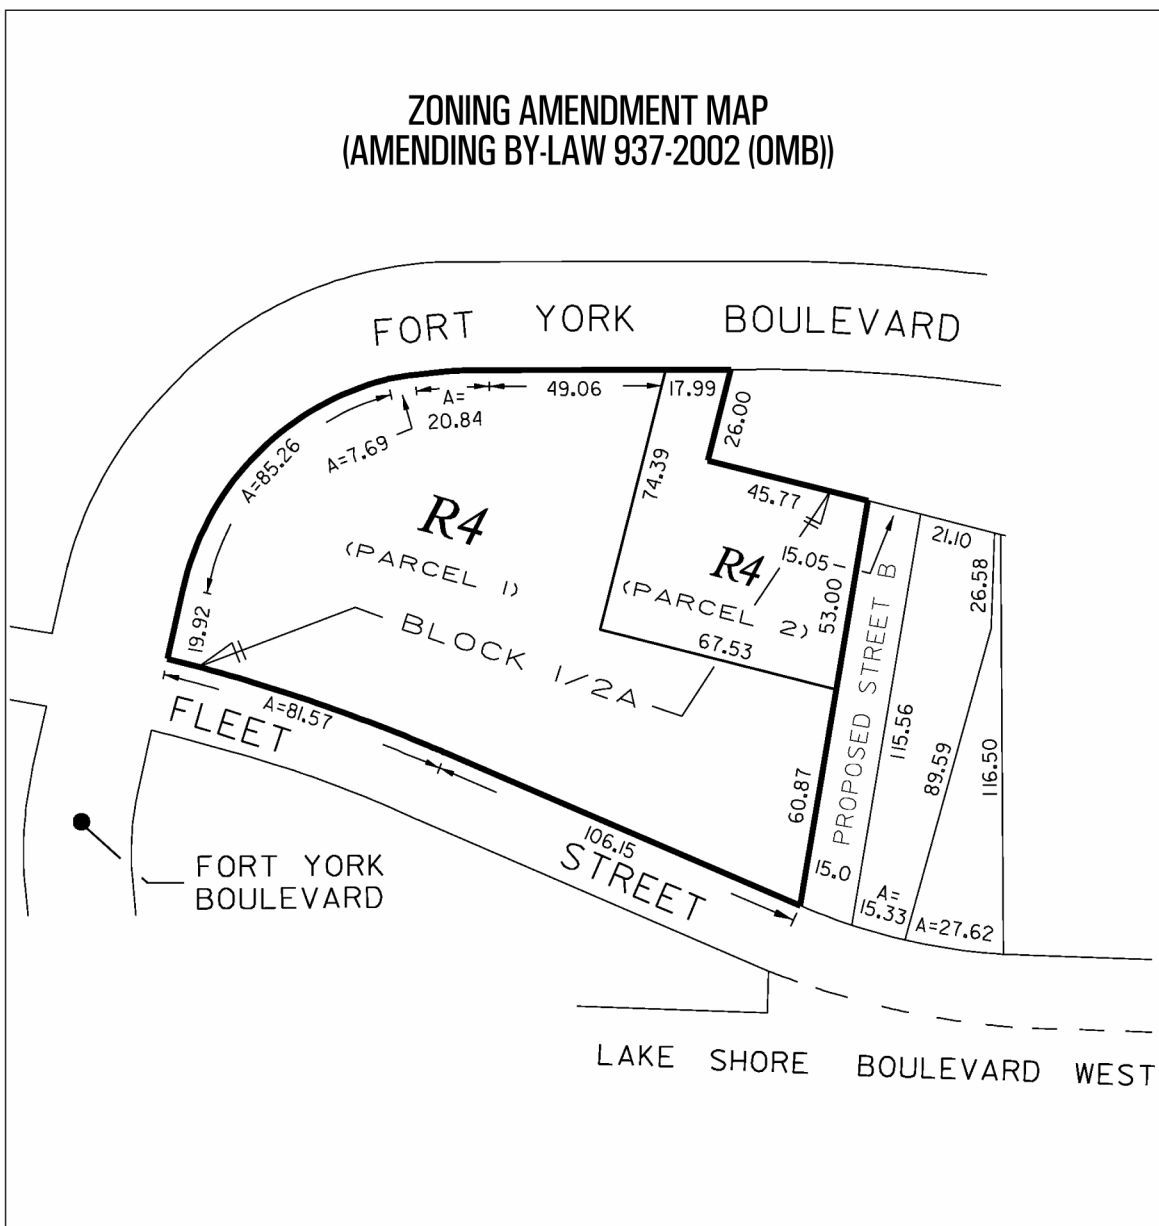 ZONING AMENDMENT MAP
(AMENDING BY-LAW 937-2002 (OMB))
FORT YORK BOULEVARD
A=
20.84
49.06
17.99
26.00
A=7.69
A=85.26
74.39
45.77
R4
(PARCEL 1)
R4
(PARCEL 2)
15.05
21.10
26.58
53.00
19.92
BLOCK 1/2A
67.53
PROPOSED STREET B
115.56
89.59
116.50
A=81.57
FLEET STREET
60.87
106.15
15.0
A=
15.33
A=27.62
FORT YORK
BOULEVARD
LAKE SHORE BOULEVARD WEST